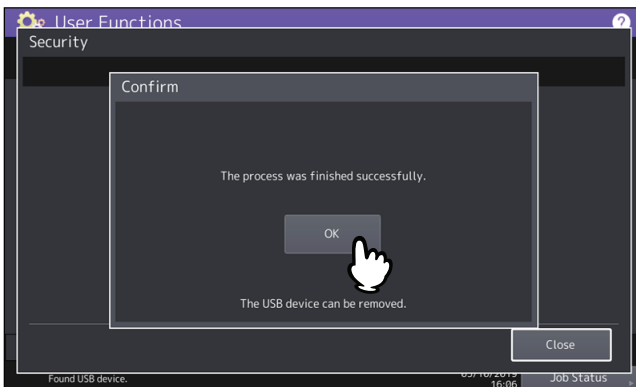 User Functions
?
Security
Confirm
The process was finished successfully.
OK
The USB device can be removed.
Close
Found USB device.
16:06
Job Status